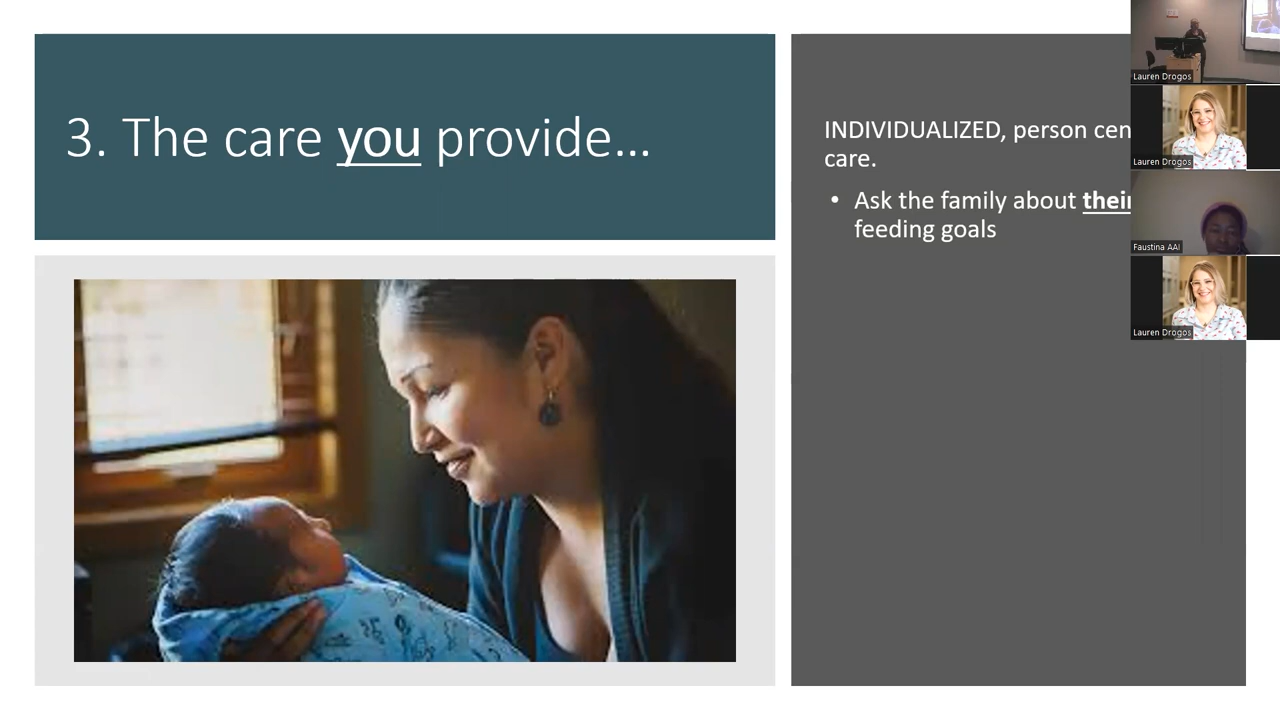 3. The care you provide...
INDIVIDUALIZED, person cen
care.
• Ask the family about their
feeding goals
Lauren Drogos
Lauren Drogos
Faustina AAI
Lauren Drogos